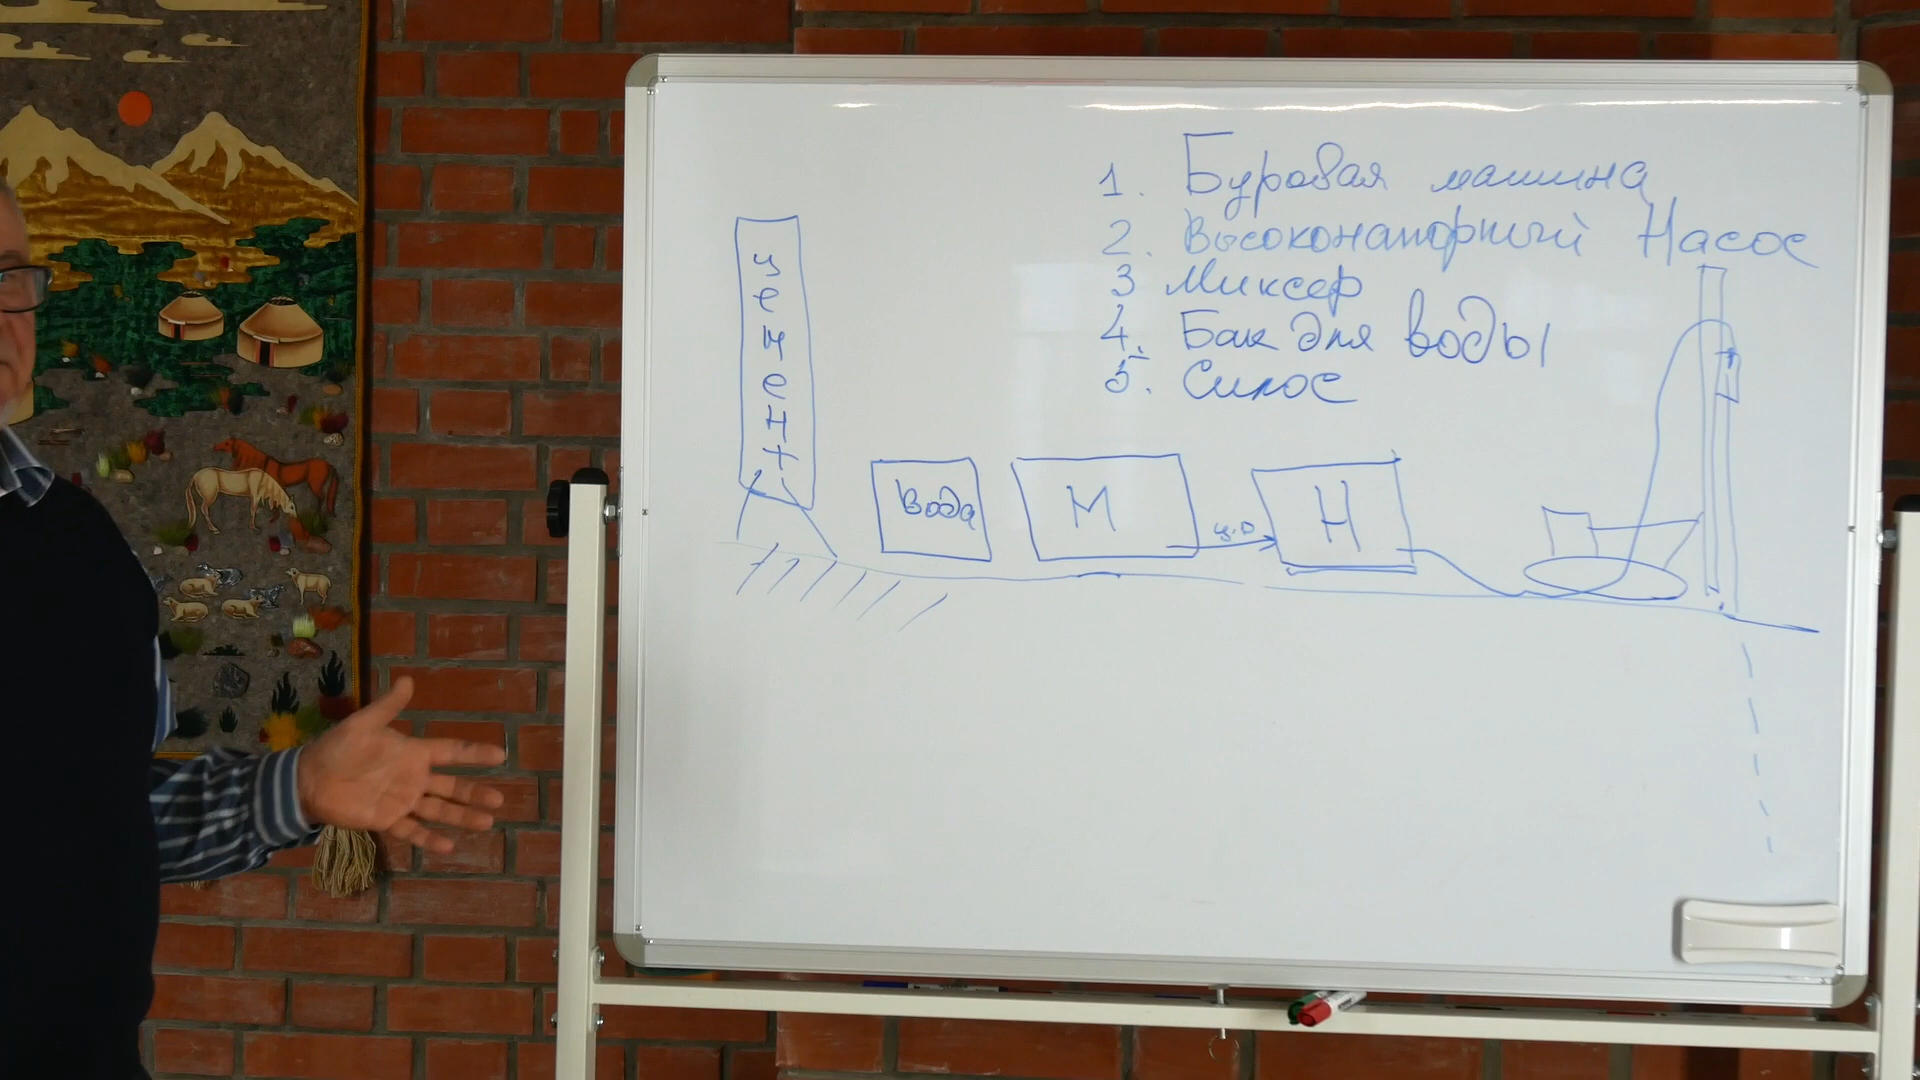 1. Буровая машина
2. Высоконапорный Насос
3 Миксер
4. Бак для воды
5. Силос
цемент
Вода
М
ц.р
Н